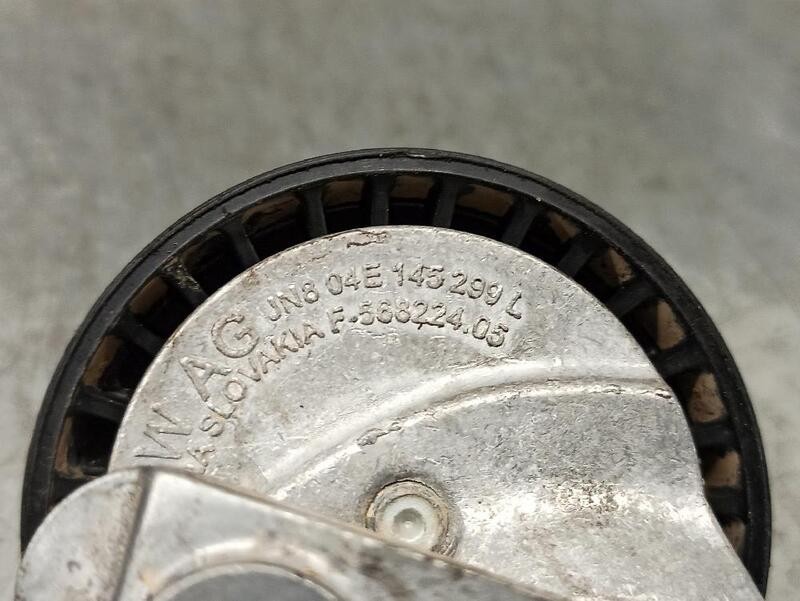 W AG JN8 04E 145 299 L
A SLOVAKIA F-568224.05